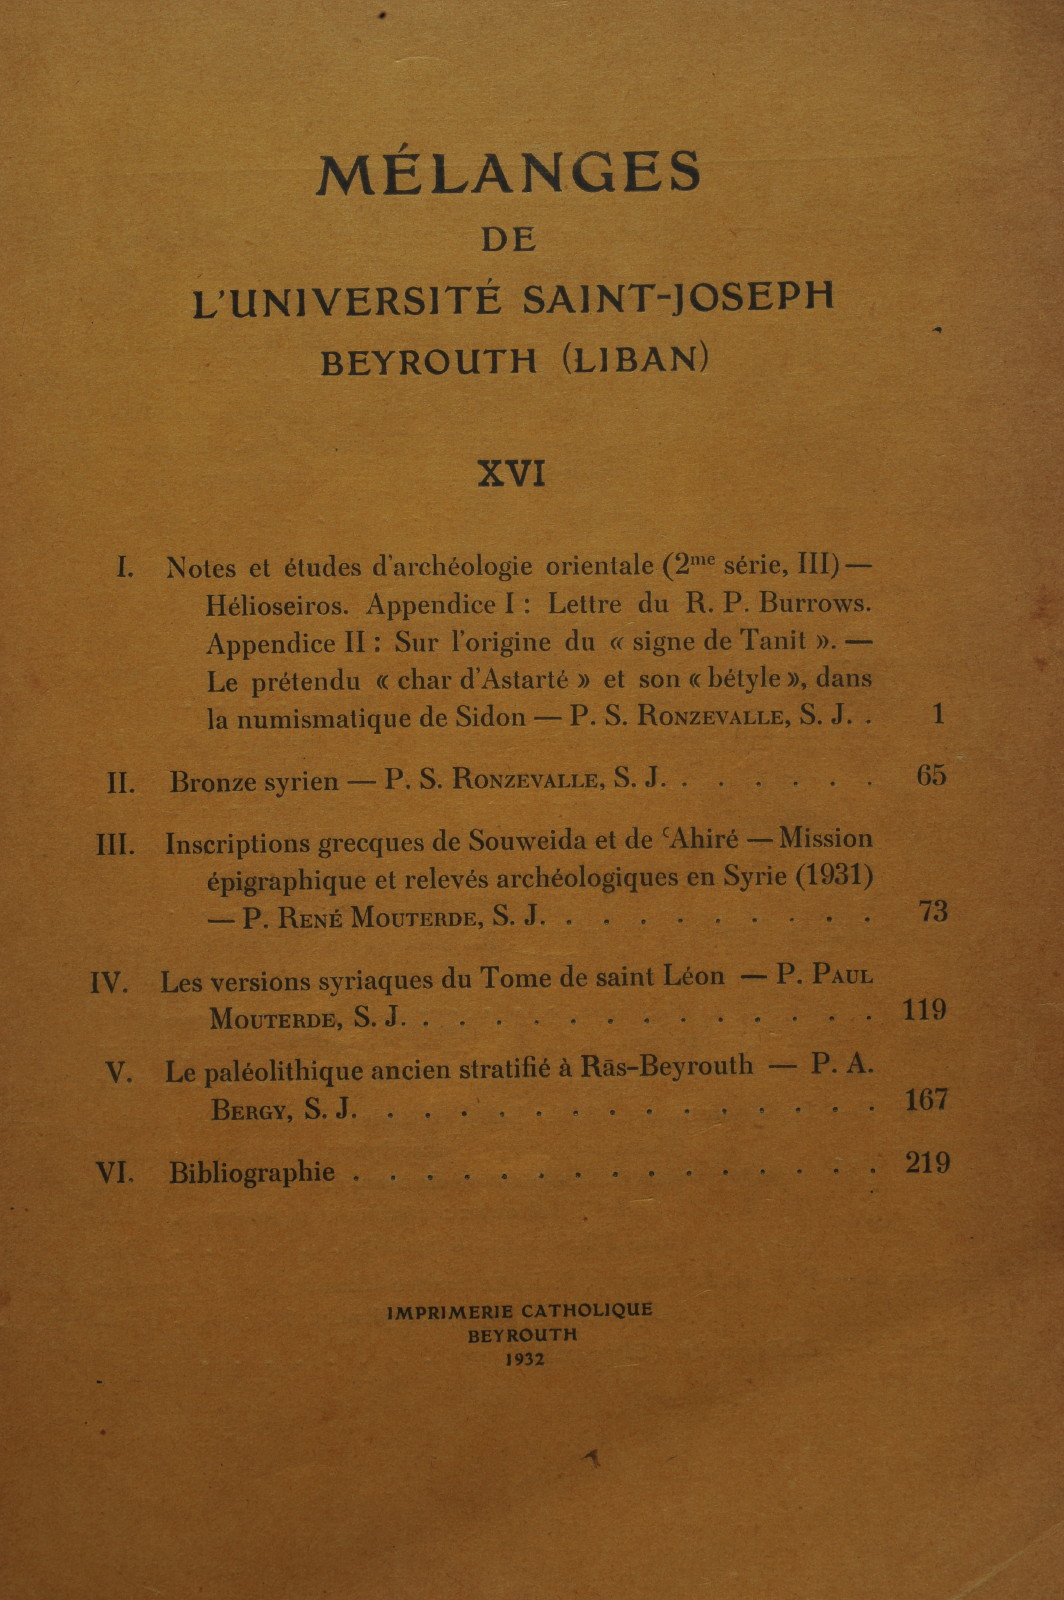 MÉLANGES
DE
L'UNIVERSITÉ SAINT-JOSEPH
BEYROUTH (LIBAN)
XVI
I. Notes et études d'archéologie orientale (2me série, III) —
Hélioseiros. Appendice I : Lettre du R. P. Burrows.
Appendice II : Sur l'origine du « signe de Tanit ». —
Le prétendu « char d'Astarté » et son « bétyle », dans
la numismatique de Sidon — P. S. RONZEVALLE, S. J. . 1
II. Bronze syrien — P. S. RONZEVALLE, S. J. . . . . . . 65
III. Inscriptions grecques de Souweida et de ʿAhiré — Mission
épigraphique et relevés archéologiques en Syrie (1931)
— P. RENÉ MOUTERDE, S. J. . . . . . . . . . 73
IV. Les versions syriaques du Tome de saint Léon — P. PAUL
MOUTERDE, S. J. . . . . . . . . . . . . . 119
V. Le paléolithique ancien stratifié à Rās-Beyrouth — P. A.
BERGY, S. J. . . . . . . . . . . . . . . 167
VI. Bibliographie . . . . . . . . . . . . . . . 219
IMPRIMERIE CATHOLIQUE
BEYROUTH
1932